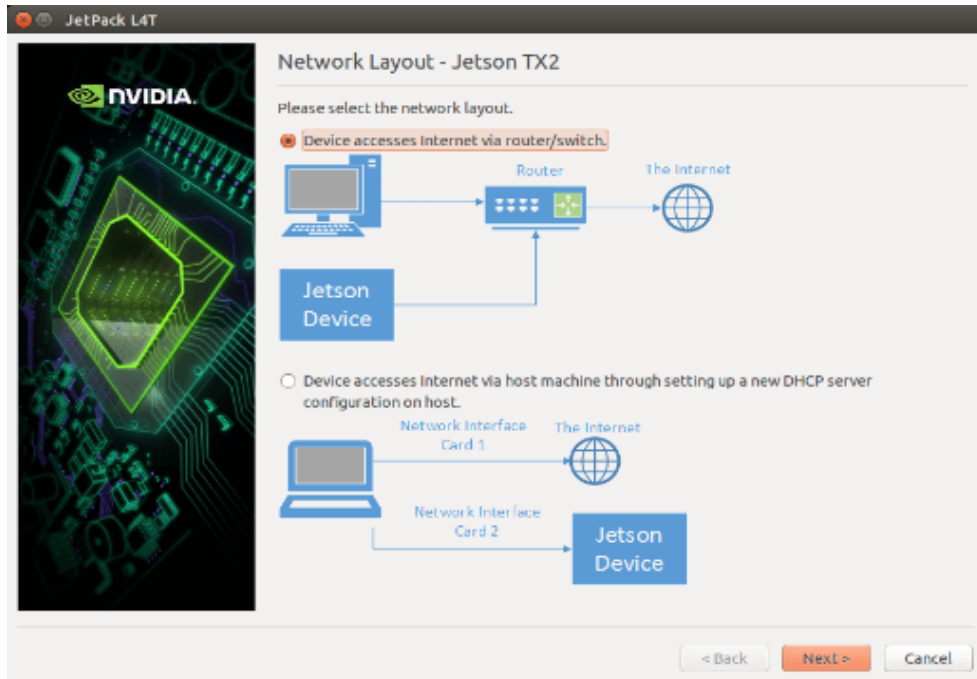 JetPack L4T
NVIDIA.
Network Layout - Jetson TX2
Please select the network layout.
Device accesses Internet via router/switch.
Router
The Internet
Jetson
Device
Device accesses Internet via host machine through setting up a new DHCP server
configuration on host.
Network Interface
Card 1
The Internet
Network Interface
Card 2
Jetson
Device
< Back
Next >
Cancel